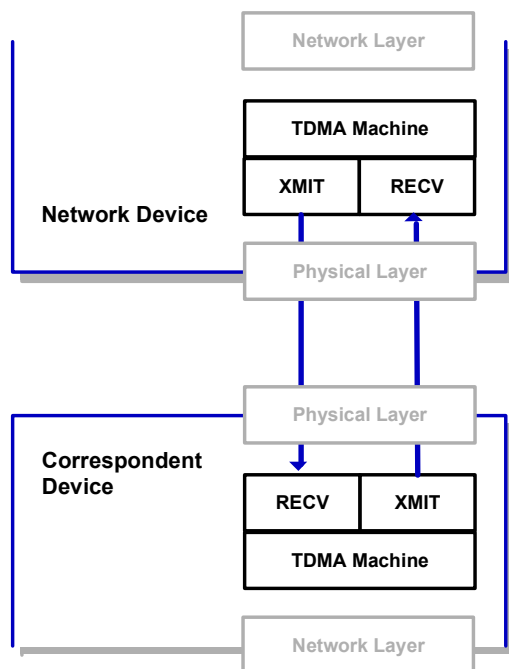 Network Layer
TDMA Machine
XMIT RECV
Network Device
Physical Layer
Physical Layer
Correspondent
Device
RECV XMIT
TDMA Machine
Network Layer